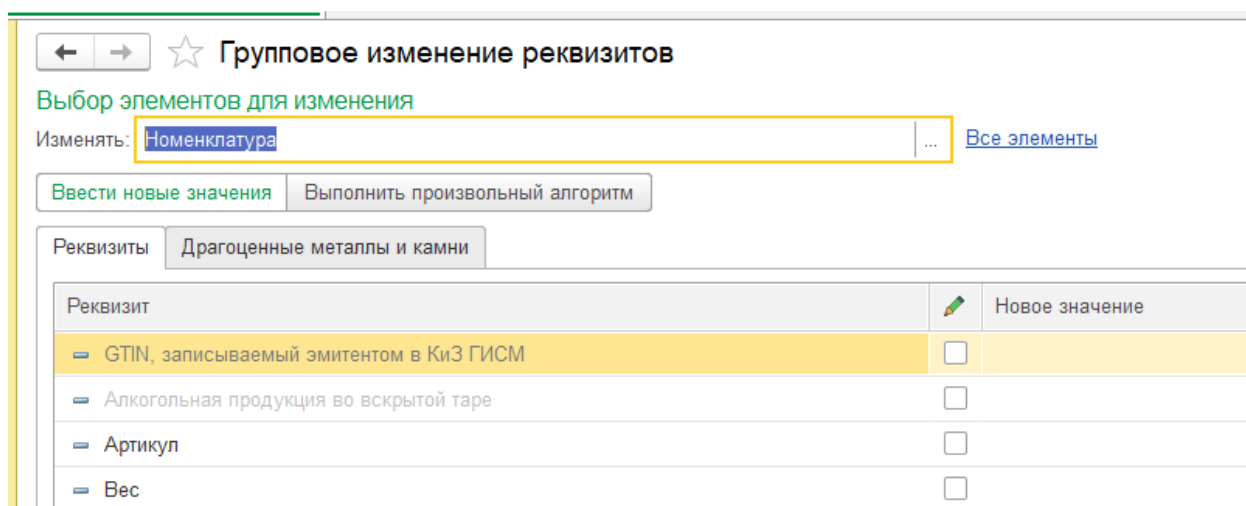 Групповое изменение реквизитов
Выбор элементов для изменения
Изменять: Номенклатура ... Все элементы
Ввести новые значения Выполнить произвольный алгоритм
Реквизиты Драгоценные металлы и камни
Реквизит Новое значение
GTIN, записываемый эмитентом в КиЗ ГИСМ
Алкогольная продукция во вскрытой таре
Артикул
Вес